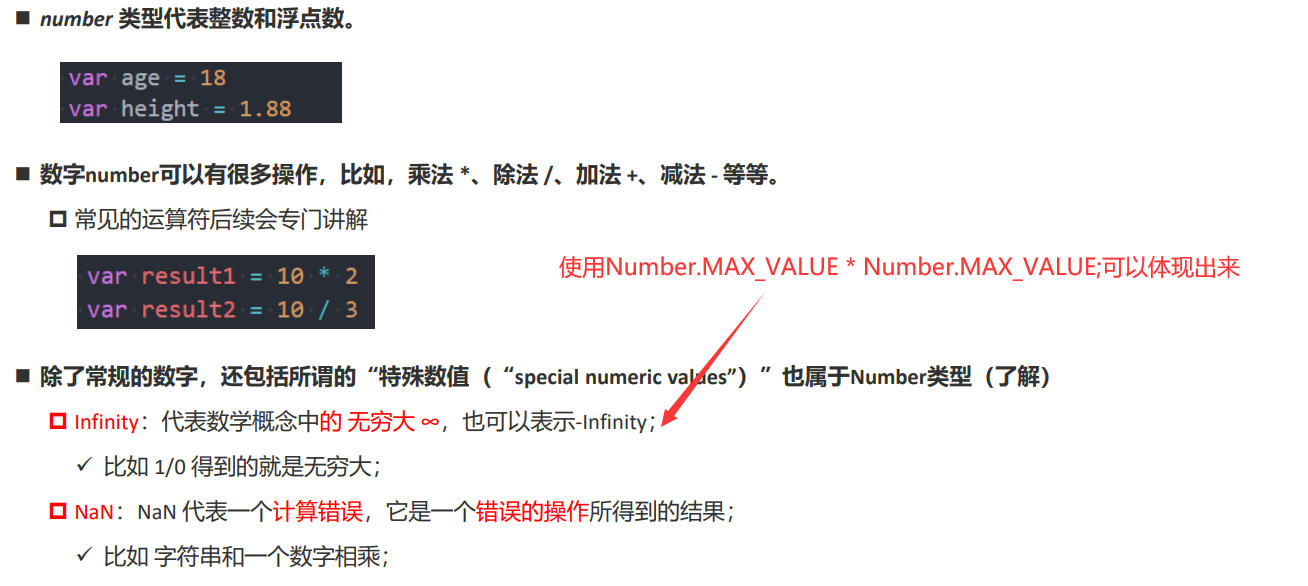 number 类型代表整数和浮点数。
var age = 18
var height = 1.88
数字number可以有很多操作，比如，乘法 *、除法 /、加法 +、减法 - 等等。
常见的运算符后续会专门讲解
var result1 = 10 * 2
var result2 = 10 / 3
使用Number.MAX_VALUE * Number.MAX_VALUE;可以体现出来
除了常规的数字，还包括所谓的“特殊数值（“special numeric values”）”也属于Number类型（了解）
Infinity：代表数学概念中的 无穷大 ∞，也可以表示-Infinity；
✓ 比如 1/0 得到的就是无穷大；
NaN：NaN 代表一个计算错误，它是一个错误的操作所得到的结果；
✓ 比如 字符串和一个数字相乘；